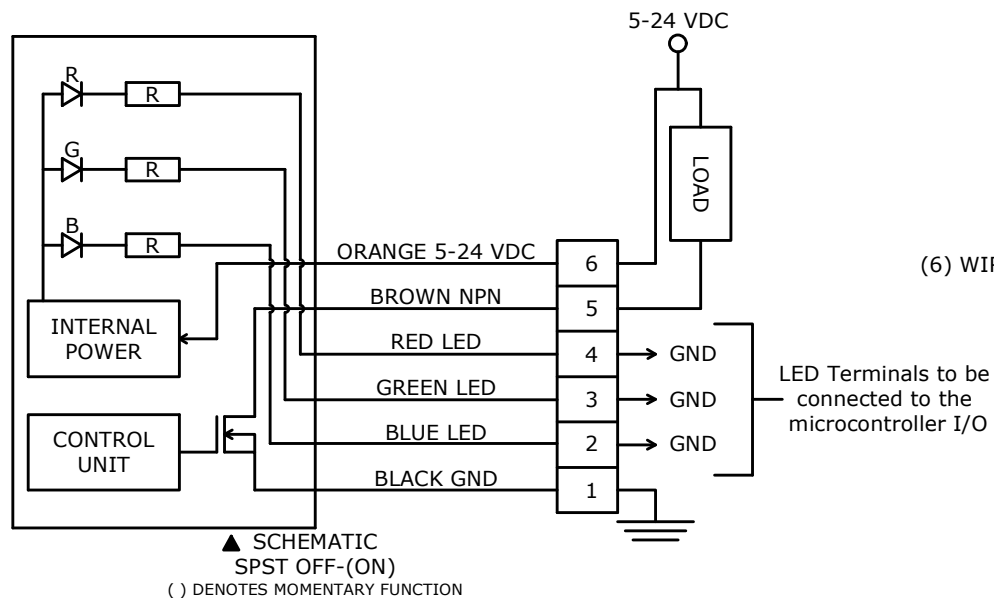 5-24 VDC
R
R
G
R
B
R
LOAD
ORANGE 5-24 VDC
6
(6) WIR
BROWN NPN
5
INTERNAL
POWER
RED LED
4
GND
GREEN LED
3
GND
LED Terminals to be
connected to the
microcontroller I/O
BLUE LED
2
GND
CONTROL
UNIT
BLACK GND
1
▲ SCHEMATIC
SPST OFF-(ON)
( ) DENOTES MOMENTARY FUNCTION